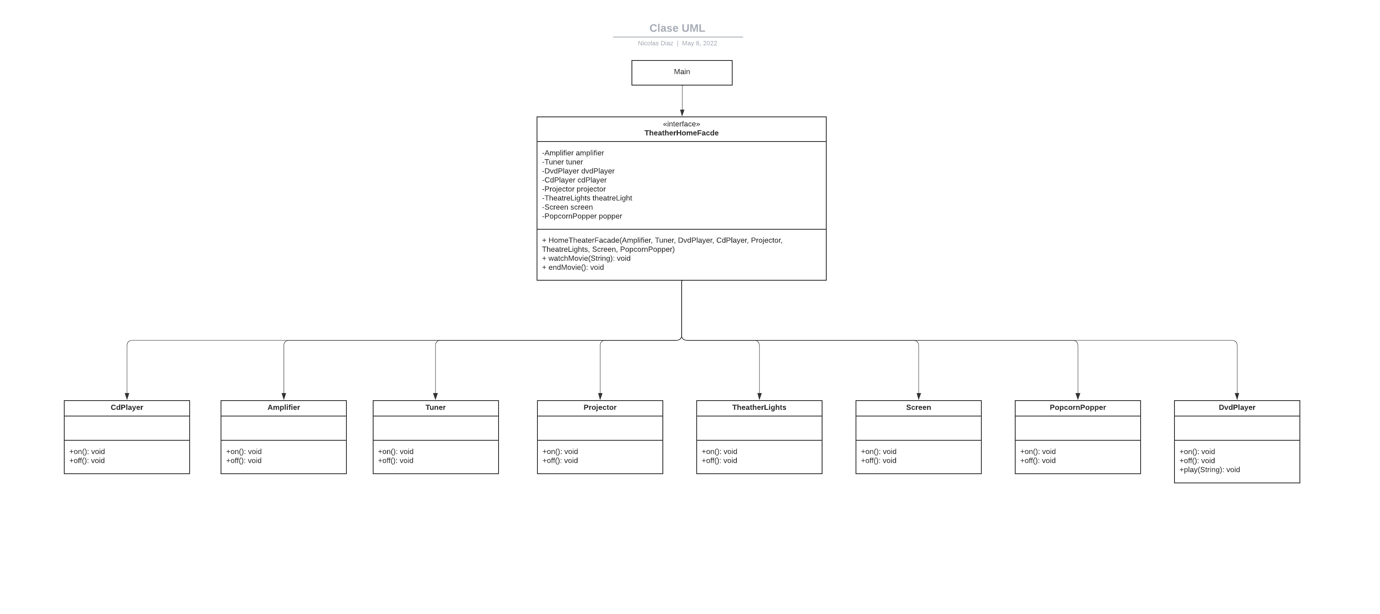 Clase UML
Nicolas Diaz | May 8, 2022
Main
«interface»
TheatherHomeFacde
-Amplifier amplifier
-Tuner tuner
-DvdPlayer dvdPlayer
-CdPlayer cdPlayer
-Projector projector
-TheatreLights theatreLight
-Screen screen
-PopcornPopper popper
+ HomeTheaterFacade(Amplifier, Tuner, DvdPlayer, CdPlayer, Projector,
TheatreLights, Screen, PopcornPopper)
+ watchMovie(String): void
+ endMovie(): void
CdPlayer
+on(): void
+off(): void
Amplifier
+on(): void
+off(): void
Tuner
+on(): void
+off(): void
Projector
+on(): void
+off(): void
TheatherLights
+on(): void
+off(): void
Screen
+on(): void
+off(): void
PopcornPopper
+on(): void
+off(): void
DvdPlayer
+on(): void
+off(): void
+play(String): void